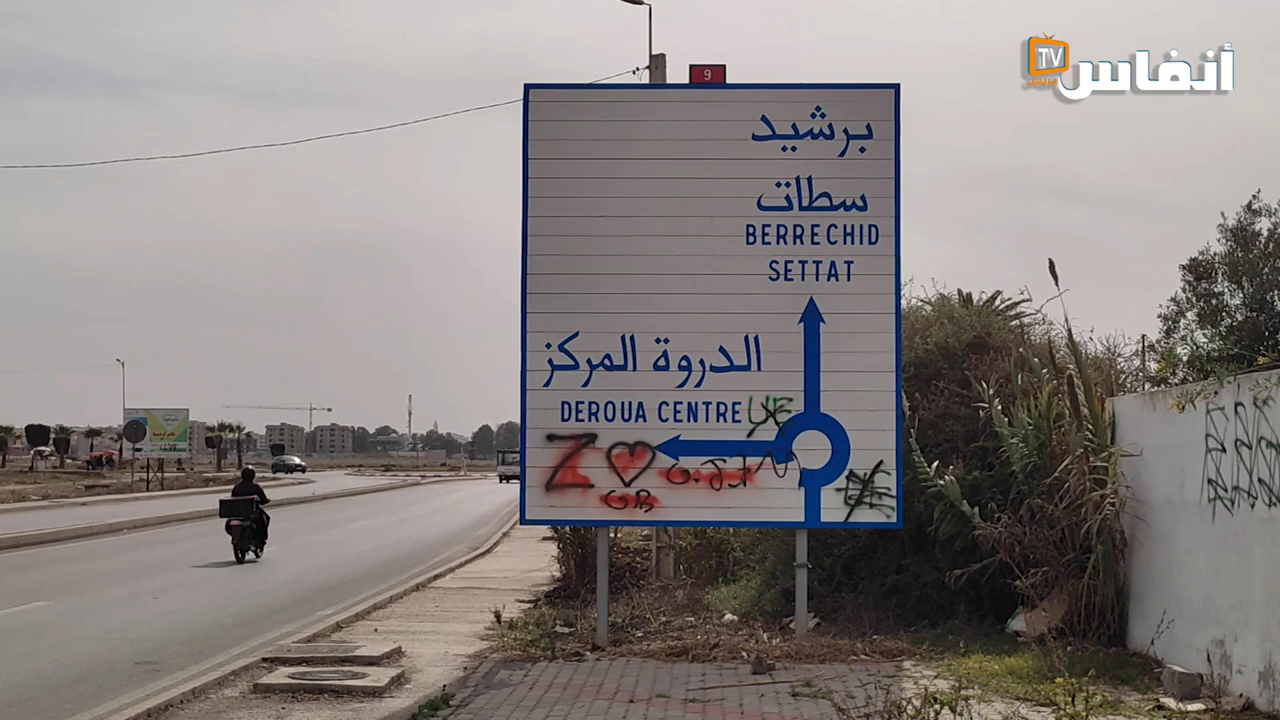 TV أنفاس
9
برشيد
سطات
BERRECHID
SETTAT
الدروة المركز
DEROUA CENTRE